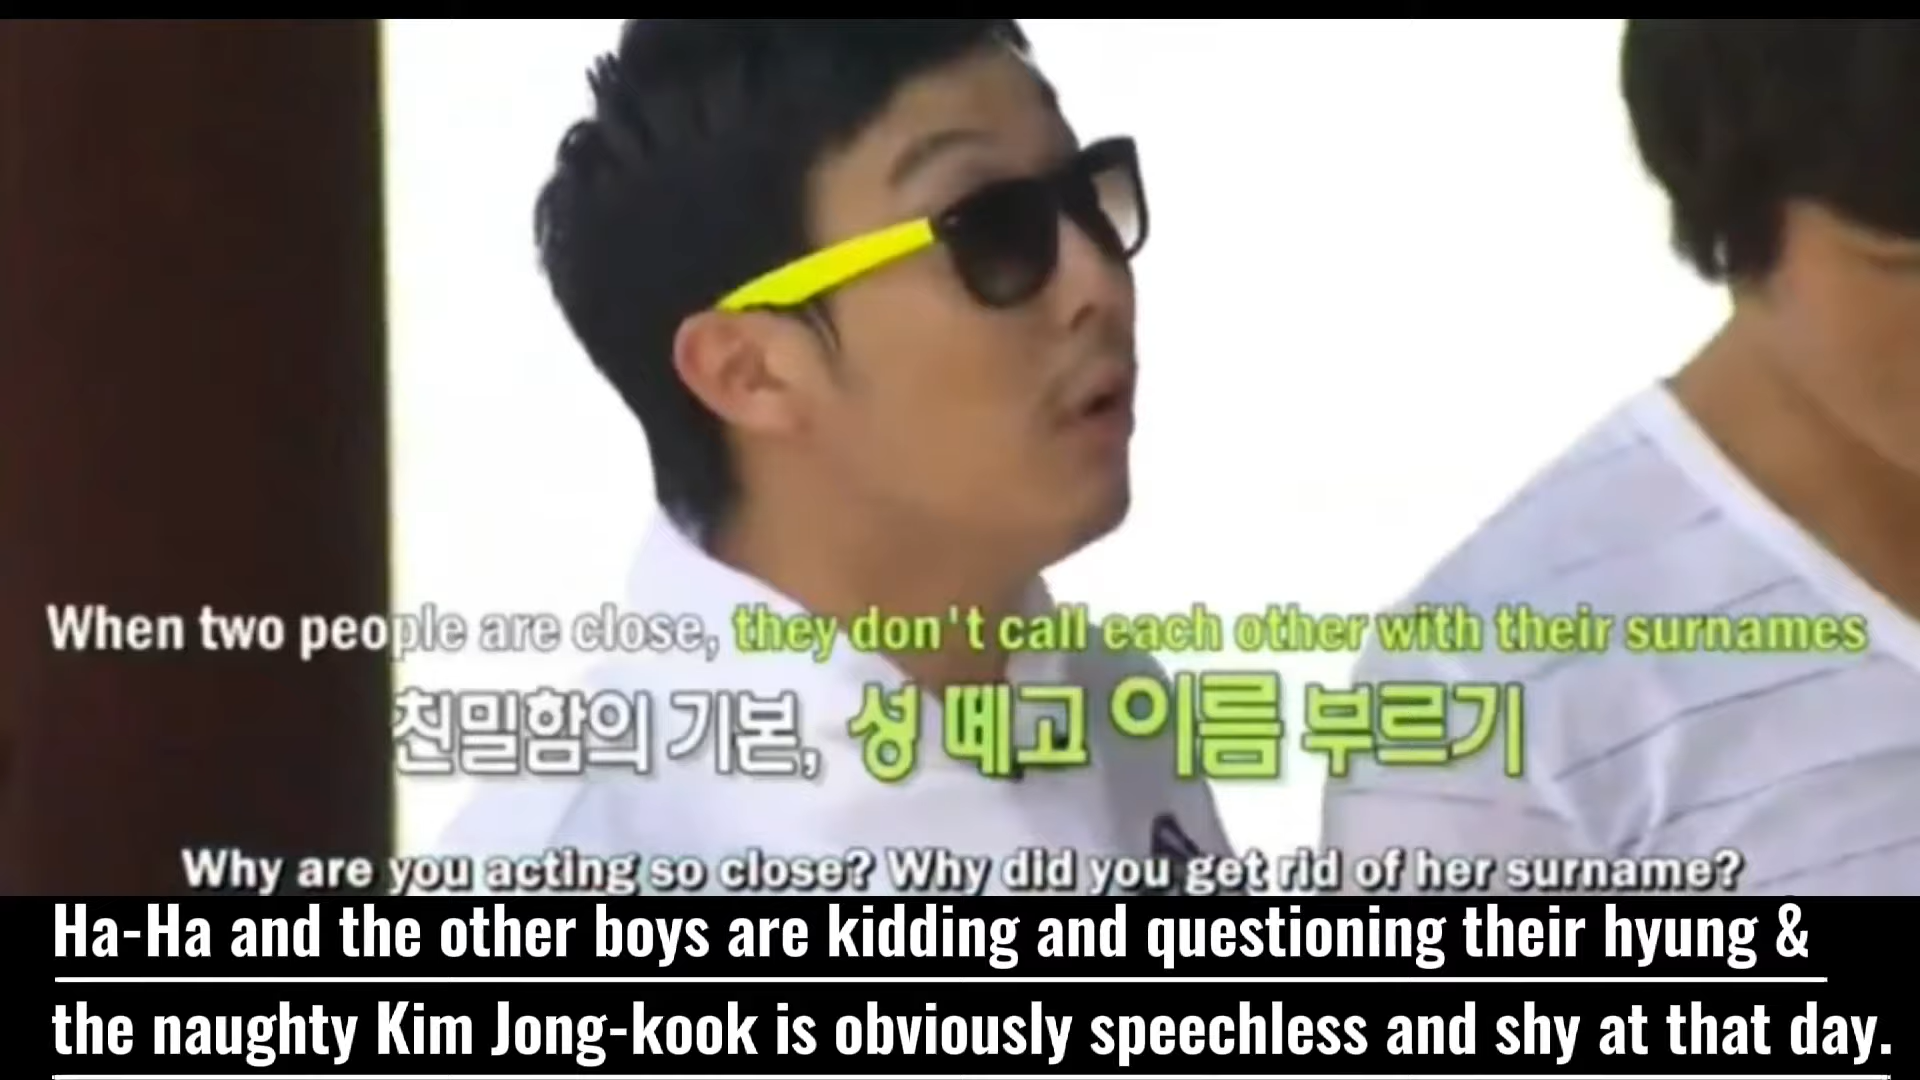 When two people are close, they don't call each other with their surnames
친밀함의 기본, 성 떼고 이름 부르기
Why are you acting so close? Why did you get rid of her surname?
Ha-Ha and the other boys are kidding and questioning their hyung &
the naughty Kim Jong-kook is obviously speechless and shy at that day.